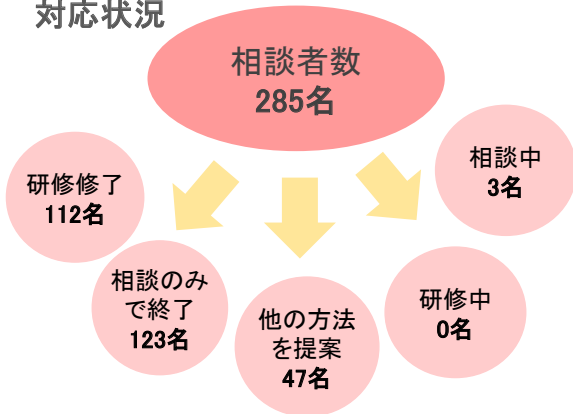 対応状況
相談者数
285名
研修修了
112名
相談のみ
で終了
123名
他の方法
を提案
47名
研修中
0名
相談中
3名